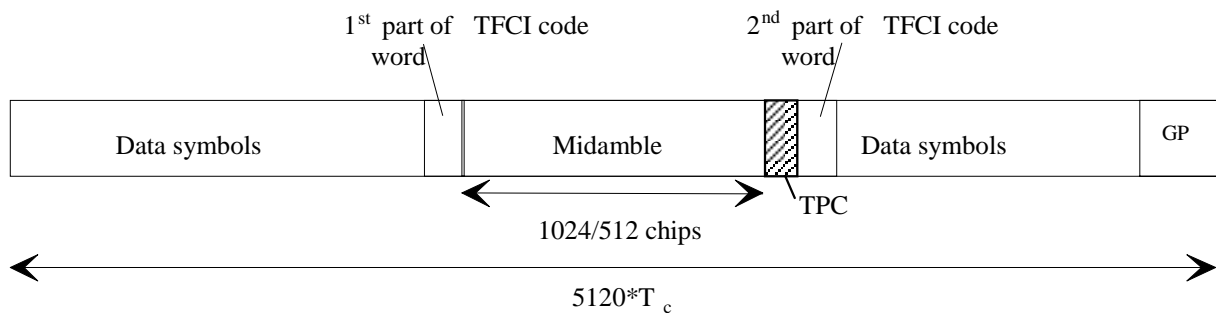 1st part of TFCI code word
2nd part of TFCI code word
Data symbols
Midamble
Data symbols
GP
TPC
1024/512 chips
5120*T c